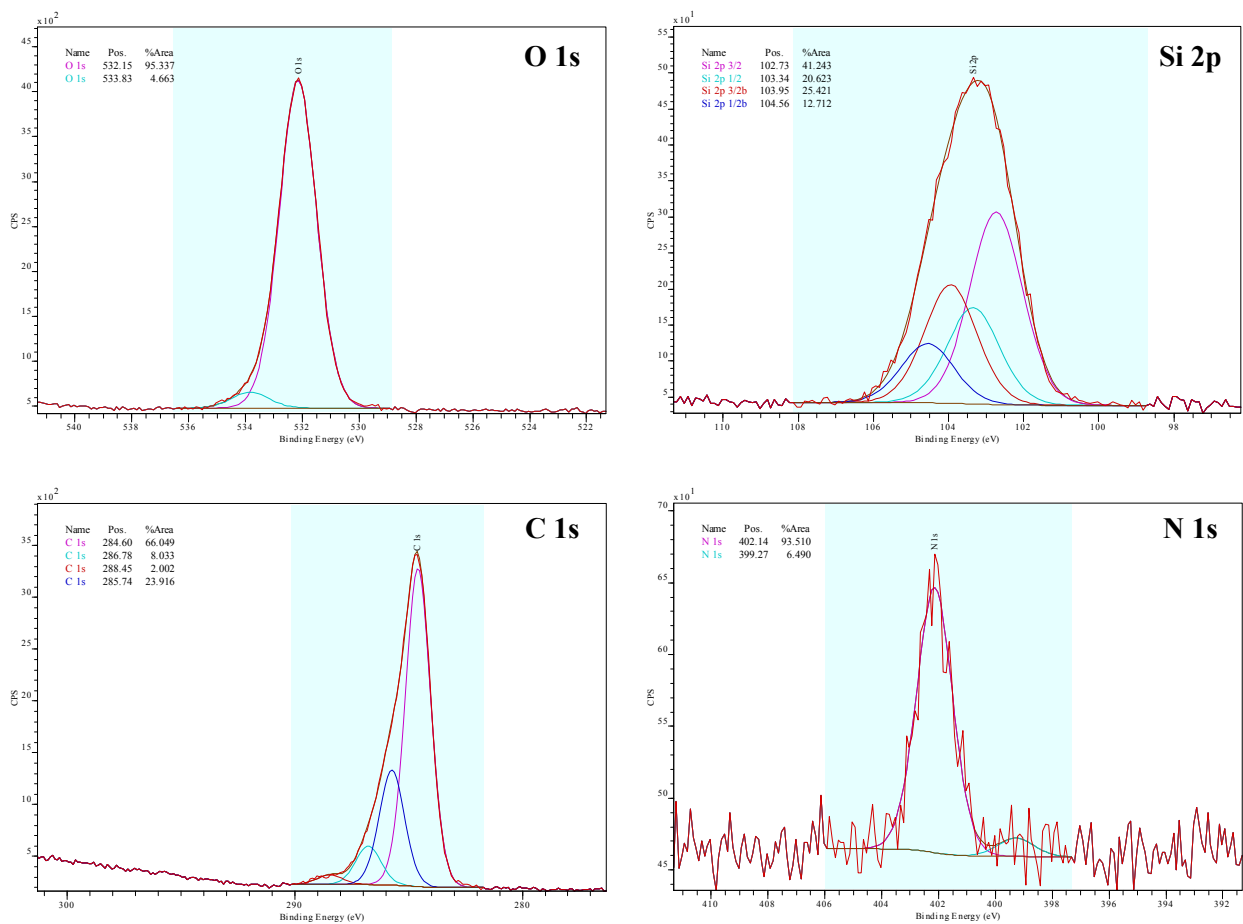 x10²
O 1s
Name Pos. %Area
O 1s 532.15 95.337
O 1s 533.83 4.663
O 1s
45
40
35
30
25
20
15
10
5
CPS
540 538 536 534 532 530 528 526 524 522
Binding Energy (eV)
x10¹
Si 2p
Name Pos. %Area
Si 2p 3/2 102.73 41.243
Si 2p 1/2 103.34 20.623
Si 2p 3/2b 103.95 25.421
Si 2p 1/2b 104.56 12.712
Si 2p
55
50
45
40
35
30
25
20
15
10
5
CPS
110 108 106 104 102 100 98
Binding Energy (eV)
x10²
C 1s
Name Pos. %Area
C 1s 284.60 66.049
C 1s 286.78 8.033
C 1s 288.45 2.002
C 1s 285.74 23.916
C 1s
35
30
25
20
15
10
5
CPS
300 290 280
Binding Energy (eV)
x10¹
N 1s
Name Pos. %Area
N 1s 402.14 93.510
N 1s 399.27 6.490
N 1s
70
65
60
55
50
45
CPS
410 408 406 404 402 400 398 396 394 392
Binding Energy (eV)